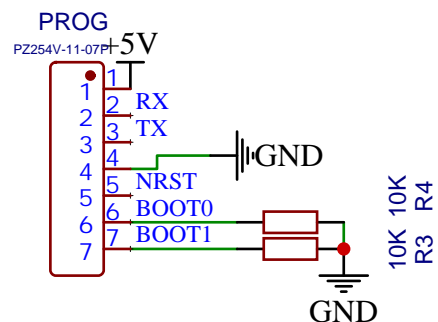 PROG
PZ254V-11-07P
+5V
1 1
2 2 RX
3 3 TX
4 4
GND
5 5 NRST
6 6 BOOT0
7 7 BOOT1
10K 10K
R3 R4
GND